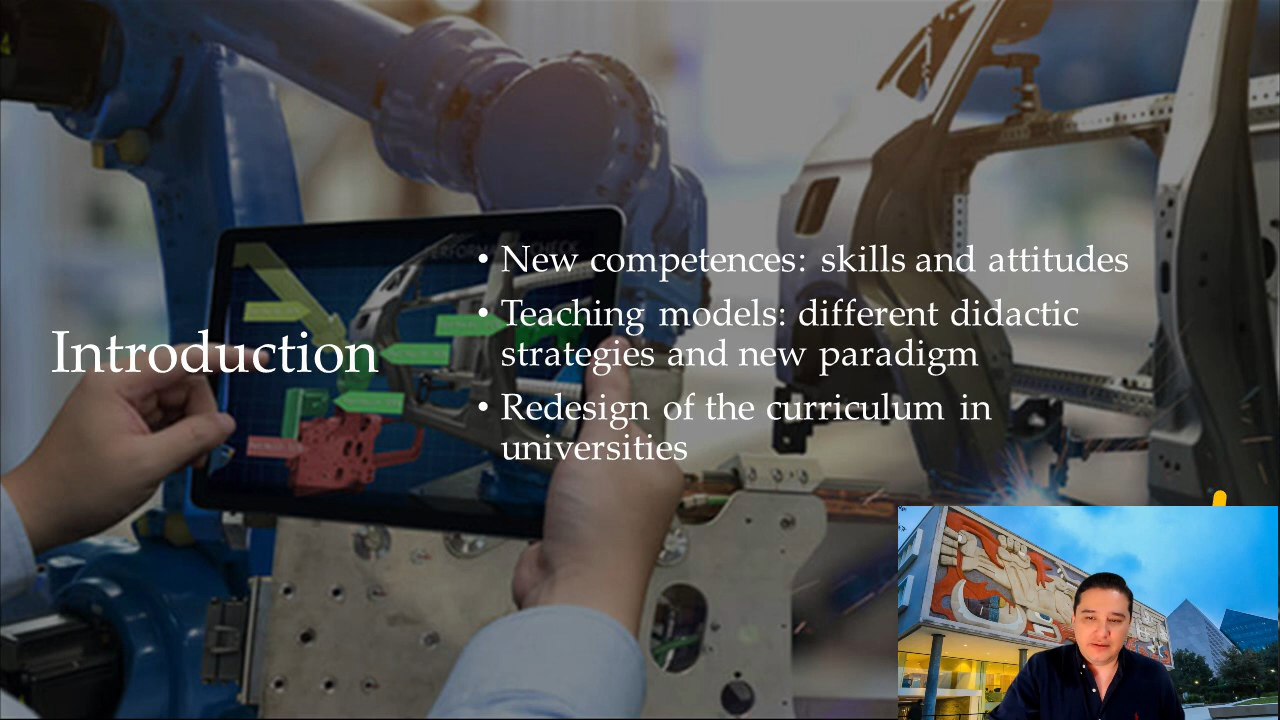 Introduction
• New competences: skills and attitudes
• Teaching models: different didactic
strategies and new paradigm
• Redesign of the curriculum in
universities